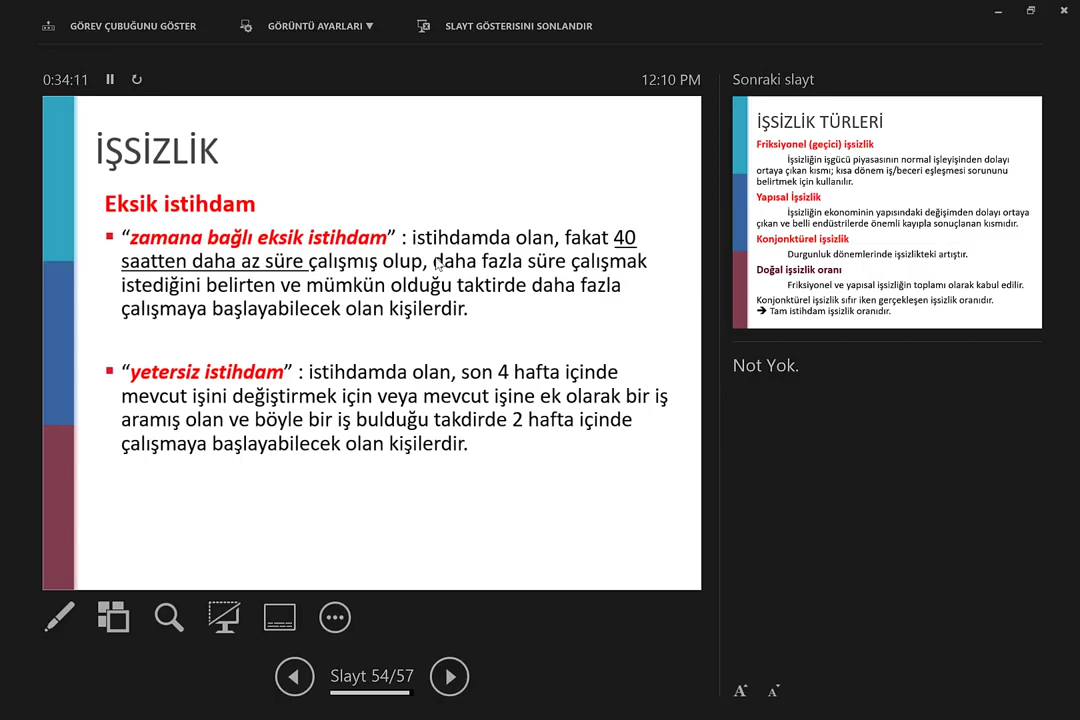 GÖREV ÇUBUĞUNU GÖSTER
GÖRÜNTÜ AYARLARI ▼
SLAYT GÖSTERISINI SONLANDIR
0:34:11
12:10 PM
İŞSİZLİK
Eksik istihdam
▪ “zamana bağlı eksik istihdam” : istihdamda olan, fakat 40
saatten daha az süre çalışmış olup, daha fazla süre çalışmak
istediğini belirten ve mümkün olduğu taktirde daha fazla
çalışmaya başlayabilecek olan kişilerdir.
▪ “yetersiz istihdam” : istihdamda olan, son 4 hafta içinde
mevcut işini değiştirmek için veya mevcut işine ek olarak bir iş
aramış olan ve böyle bir iş bulduğu takdirde 2 hafta içinde
çalışmaya başlayabilecek olan kişilerdir.
Slayt 54/57
Sonraki slayt
İŞSİZLİK TÜRLERİ
Friksiyonel (geçici) işsizlik
İşsizliğin işgücü piyasasının normal işleyişinden dolayı
ortaya çıkan kısmı; kısa dönem iş/beceri eşleşmesi sorununu
belirtmek için kullanılır.
Yapısal İşsizlik
İşsizliğin ekonominin yapısındaki değişimden dolayı ortaya
çıkan ve belli endüstrilerde önemli kayıpla sonuçlanan kısmıdır.
Konjonktürel işsizlik
Durgunluk dönemlerinde işsizlikteki artıştır.
Doğal işsizlik oranı
Friksiyonel ve yapısal işsizliğin toplamı olarak kabul edilir.
Konjonktürel işsizlik sıfır iken gerçekleşen işsizlik oranıdır.
➔ Tam istihdam işsizlik oranıdır.
Not Yok.
A A